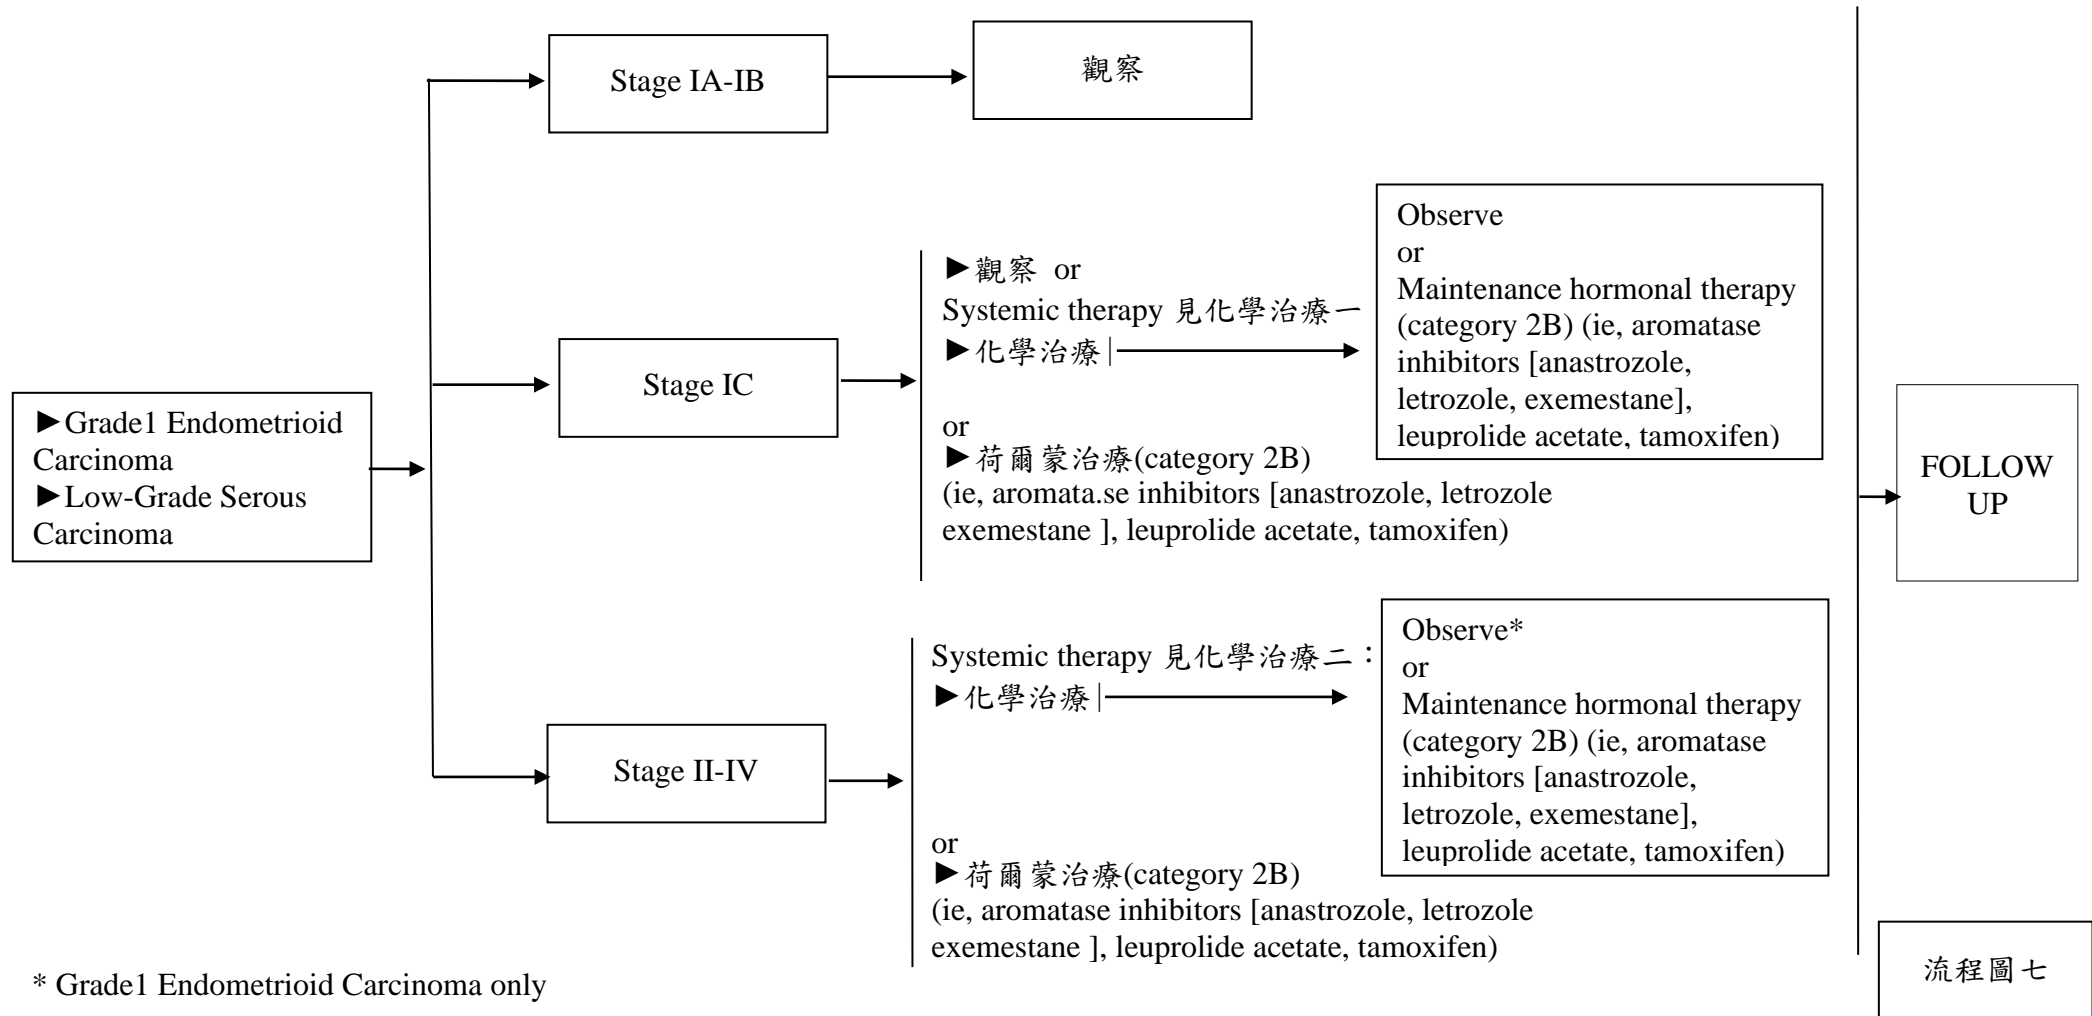 ►Grade1 Endometrioid
Carcinoma
►Low-Grade Serous
Carcinoma
Stage IA-IB
觀察
Stage IC
►觀察 or
Systemic therapy 見化學治療一
►化學治療
or
►荷爾蒙治療(category 2B)
(ie, aromata.se inhibitors [anastrozole, letrozole
exemestane ], leuprolide acetate, tamoxifen)
Observe
or
Maintenance hormonal therapy
(category 2B) (ie, aromatase
inhibitors [anastrozole,
letrozole, exemestane],
leuprolide acetate, tamoxifen)
Stage II-IV
Systemic therapy 見化學治療二：
►化學治療
or
►荷爾蒙治療(category 2B)
(ie, aromatase inhibitors [anastrozole, letrozole
exemestane ], leuprolide acetate, tamoxifen)
Observe*
or
Maintenance hormonal therapy
(category 2B) (ie, aromatase
inhibitors [anastrozole,
letrozole, exemestane],
leuprolide acetate, tamoxifen)
FOLLOW
UP
* Grade1 Endometrioid Carcinoma only
流程圖七